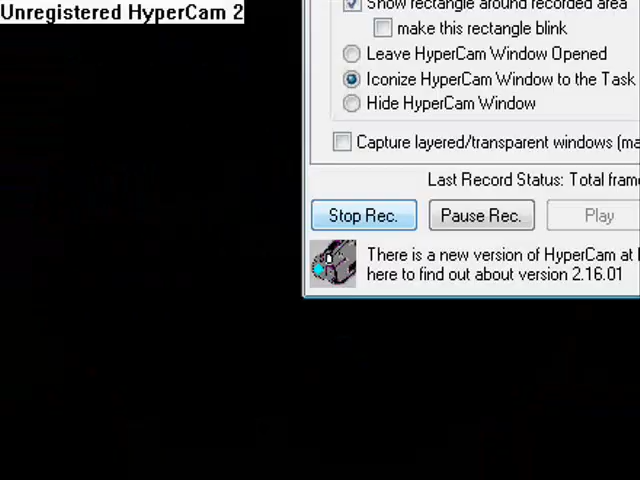 Unregistered HyperCam 2
Show rectangle around recorded area
make this rectangle blink
Leave HyperCam Window Opened
Iconize HyperCam Window to the Task
Hide HyperCam Window
Capture layered/transparent windows (ma
Last Record Status: Total frame
Stop Rec.
Pause Rec.
Play
There is a new version of HyperCam at
here to find out about version 2.16.01